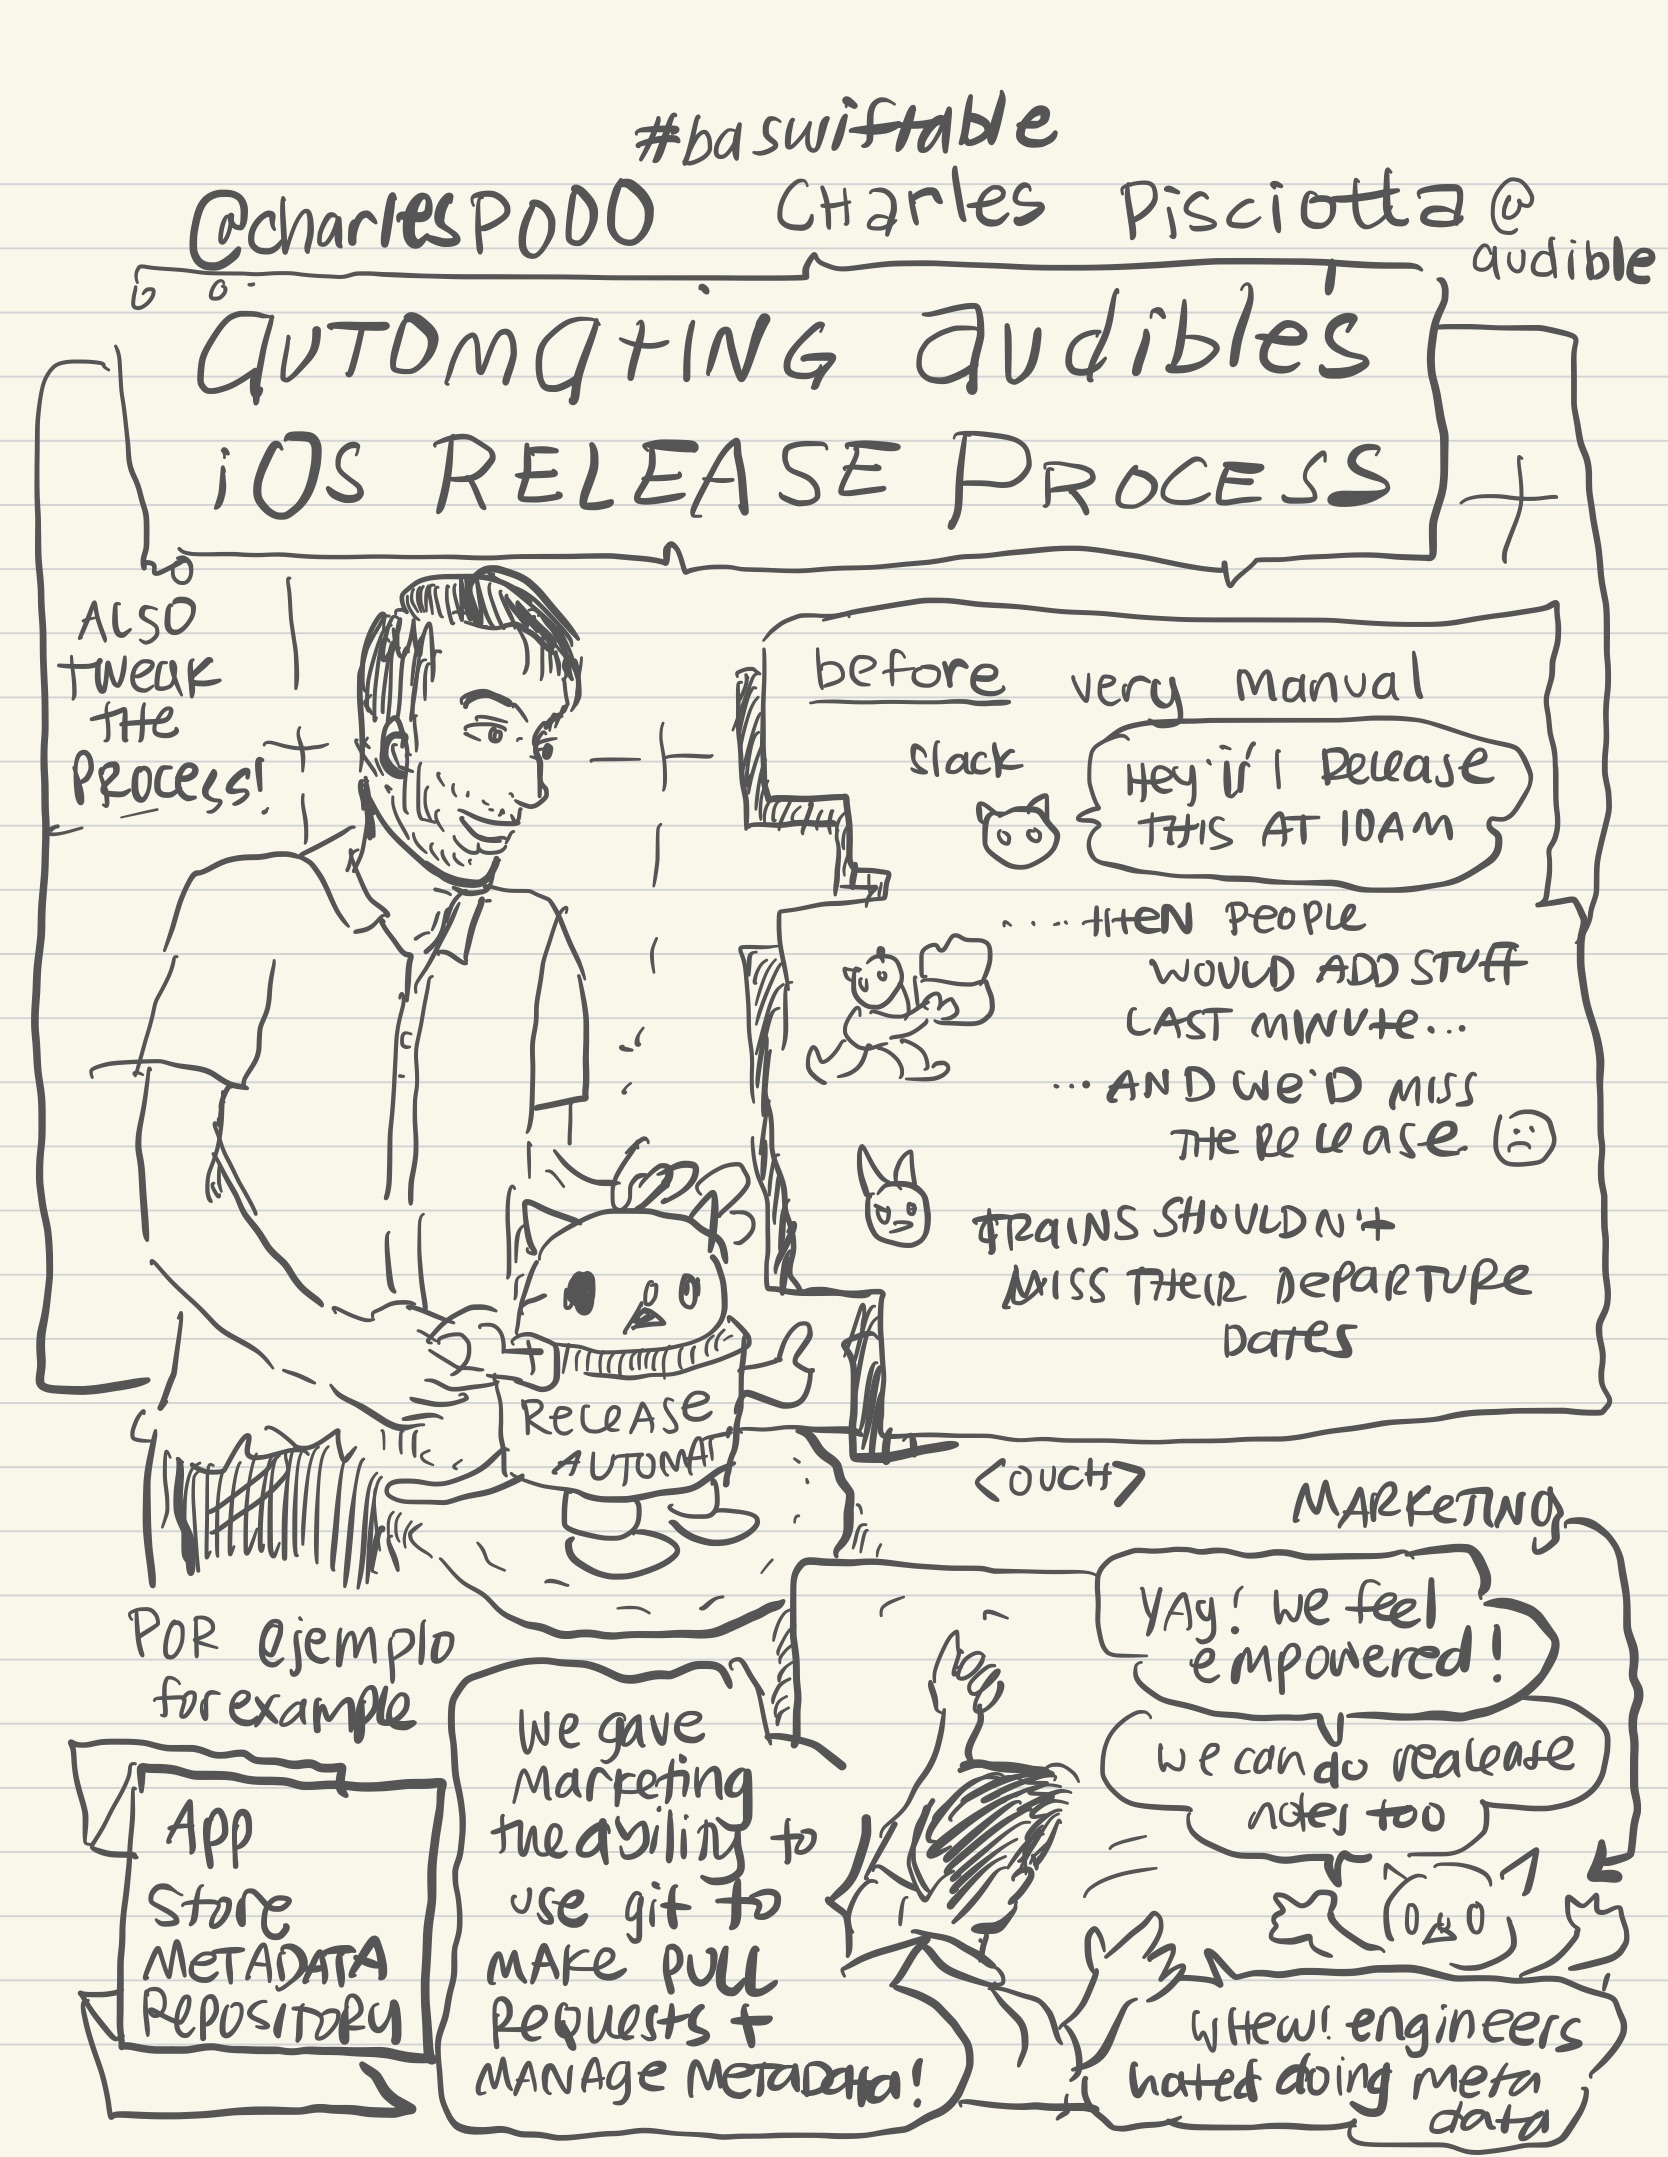 #baswiftable
@charlesPODO CHarles Pisciotta @
audible
AUTOMATING audible's
iOS RELEASE PROCESS
ALSO
TWEAK
THE
PROCESS!
before very manual
slack
Hey i'll Release
THIS AT 10AM
.....THEN PEOPLE
WOULD ADD STUFF
LAST MINUTE...
...AND WE'D MISS
THE RELEASE
TRAINS SHOULDN't
MISS THEIR DEPARTURE
DATES
RELEASE
AUTOMAT
<OUCH>
MARKETING
YAy! we feel
empowered!
we can do realease
notes too
POR @jemplo
for example
App
Store
METADATA
REPOSITORY
we gave
Marketing
the ability to
use git to
MAKE PULL
Requests +
MANAge MeTADAta!
WHEW! engineers
hated doing meta
data